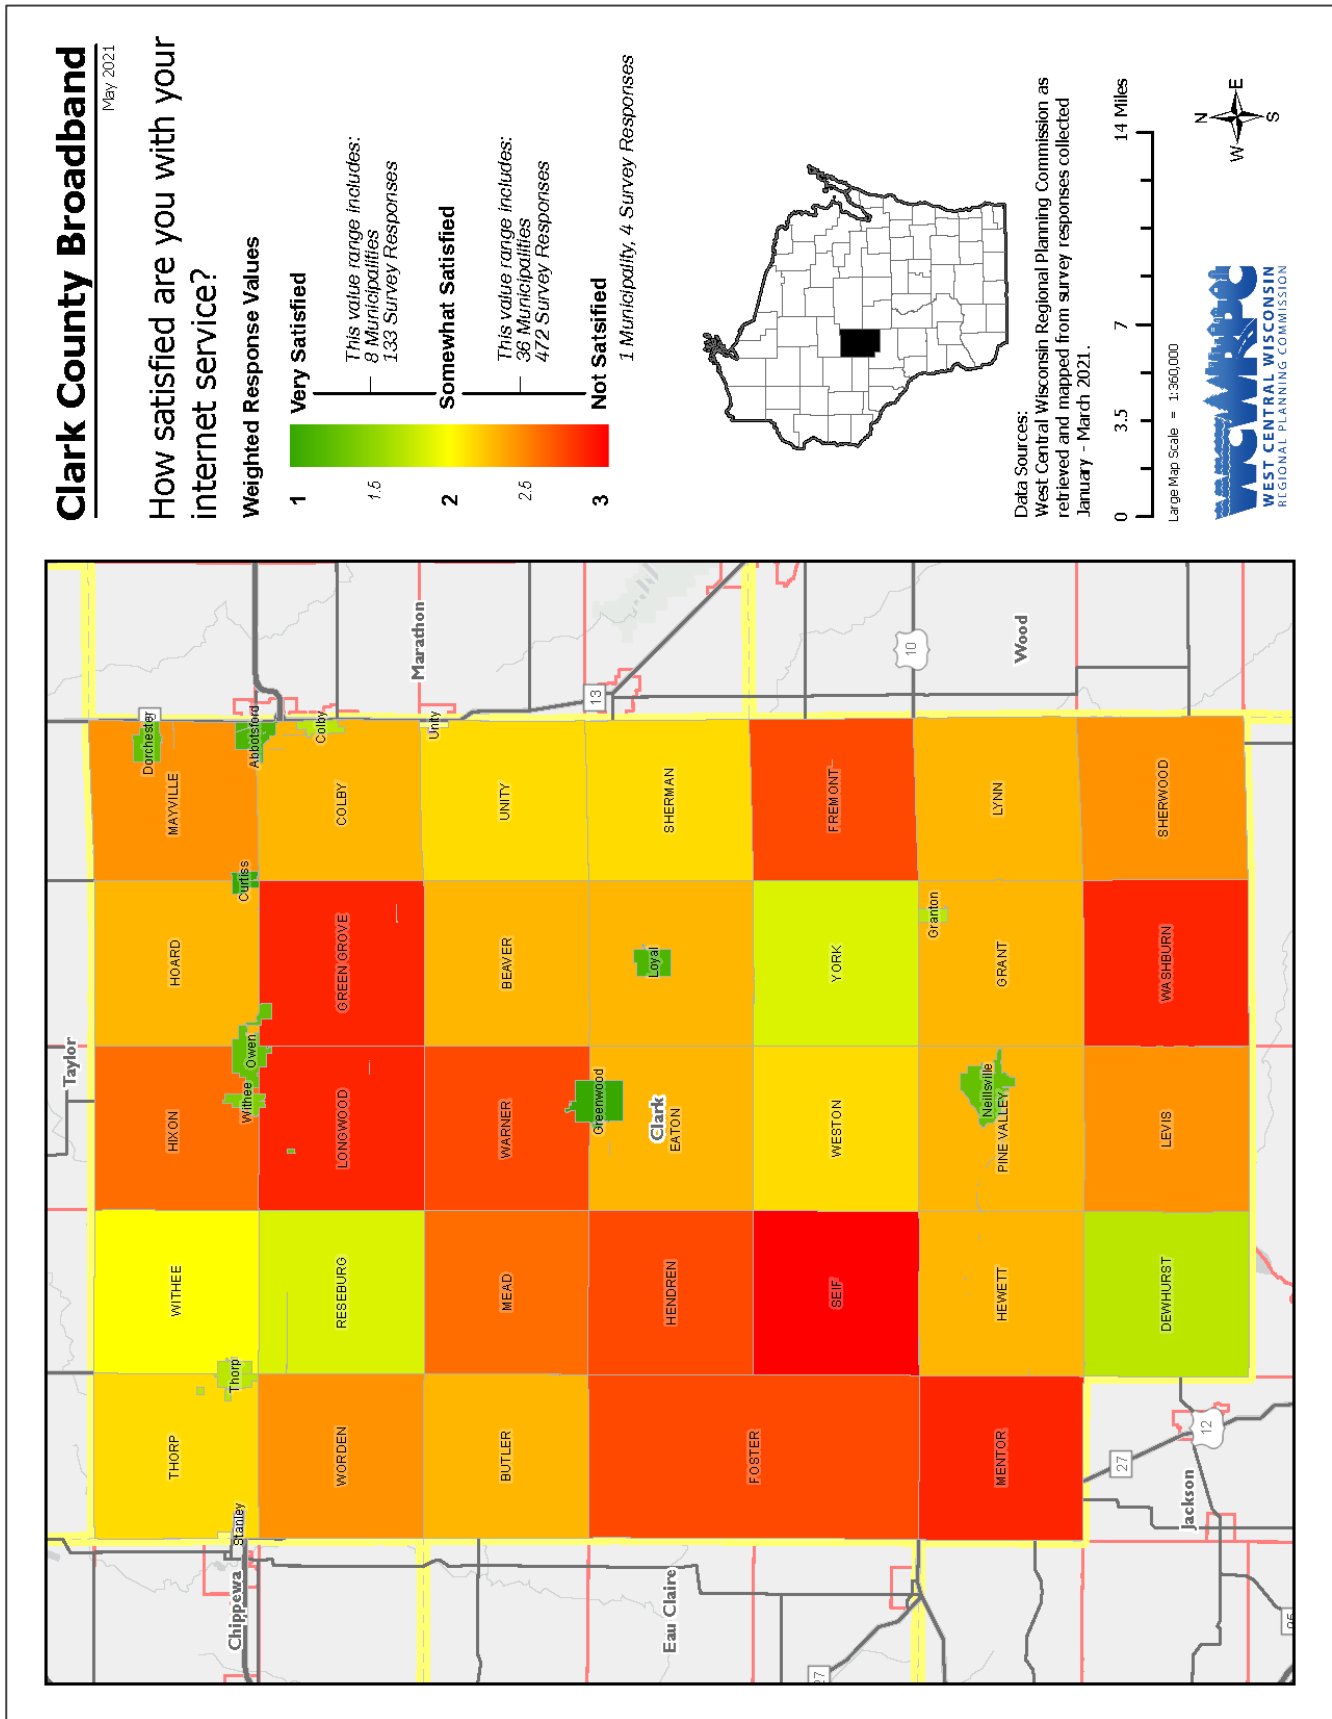 Clark County Broadband
May 2021
How satisfied are you with your
internet service?
Weighted Response Values
1
Very Satisfied
1.5
This value range includes:
8 Municipalities
133 Survey Responses
2
Somewhat Satisfied
2.5
This value range includes:
36 Municipalities
472 Survey Responses
3
Not Satsified
1 Municipality, 4 Survey Responses
Data Sources:
West Central Wisconsin Regional Planning Commission as
retrieved and mapped from survey responses collected
January - March 2021.
0
3.5
7
14 Miles
Large Map Scale = 1:360,000
N
W
E
S
WCWRPC
WEST CENTRAL WISCONSIN
REGIONAL PLANNING COMMISSION
Taylor
Chippewa
Stanley
THORP
Thorp
WITHEE
HIXON
Withee
Owen
HOARD
Curtiss
MAYVILLE
Dorchester
Abbotsford
WORDEN
RESEBURG
LONGWOOD
GREEN GROVE
COLBY
Colby
Marathon
Unity
BUTLER
MEAD
WARNER
BEAVER
UNITY
13
Greenwood
Eau Claire
HENDREN
Clark
EATON
Loyal
SHERMAN
FOSTER
SEIF
WESTON
YORK
FREMONT
27
10
Granton
MENTOR
HEWETT
PINE VALLEY
Neillsville
GRANT
LYNN
Wood
27
DEWHURST
LEVIS
WASHBURN
SHERWOOD
Jackson
12